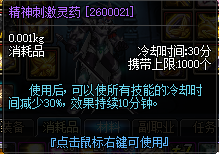 精神刺激灵药 [2600021]
0.001kg
消耗品
冷却时间:30分
携带上限:1000个
使用后，可以使所有技能的冷却时
间减少30%，效果持续10分钟。
『点击鼠标右键可使用』